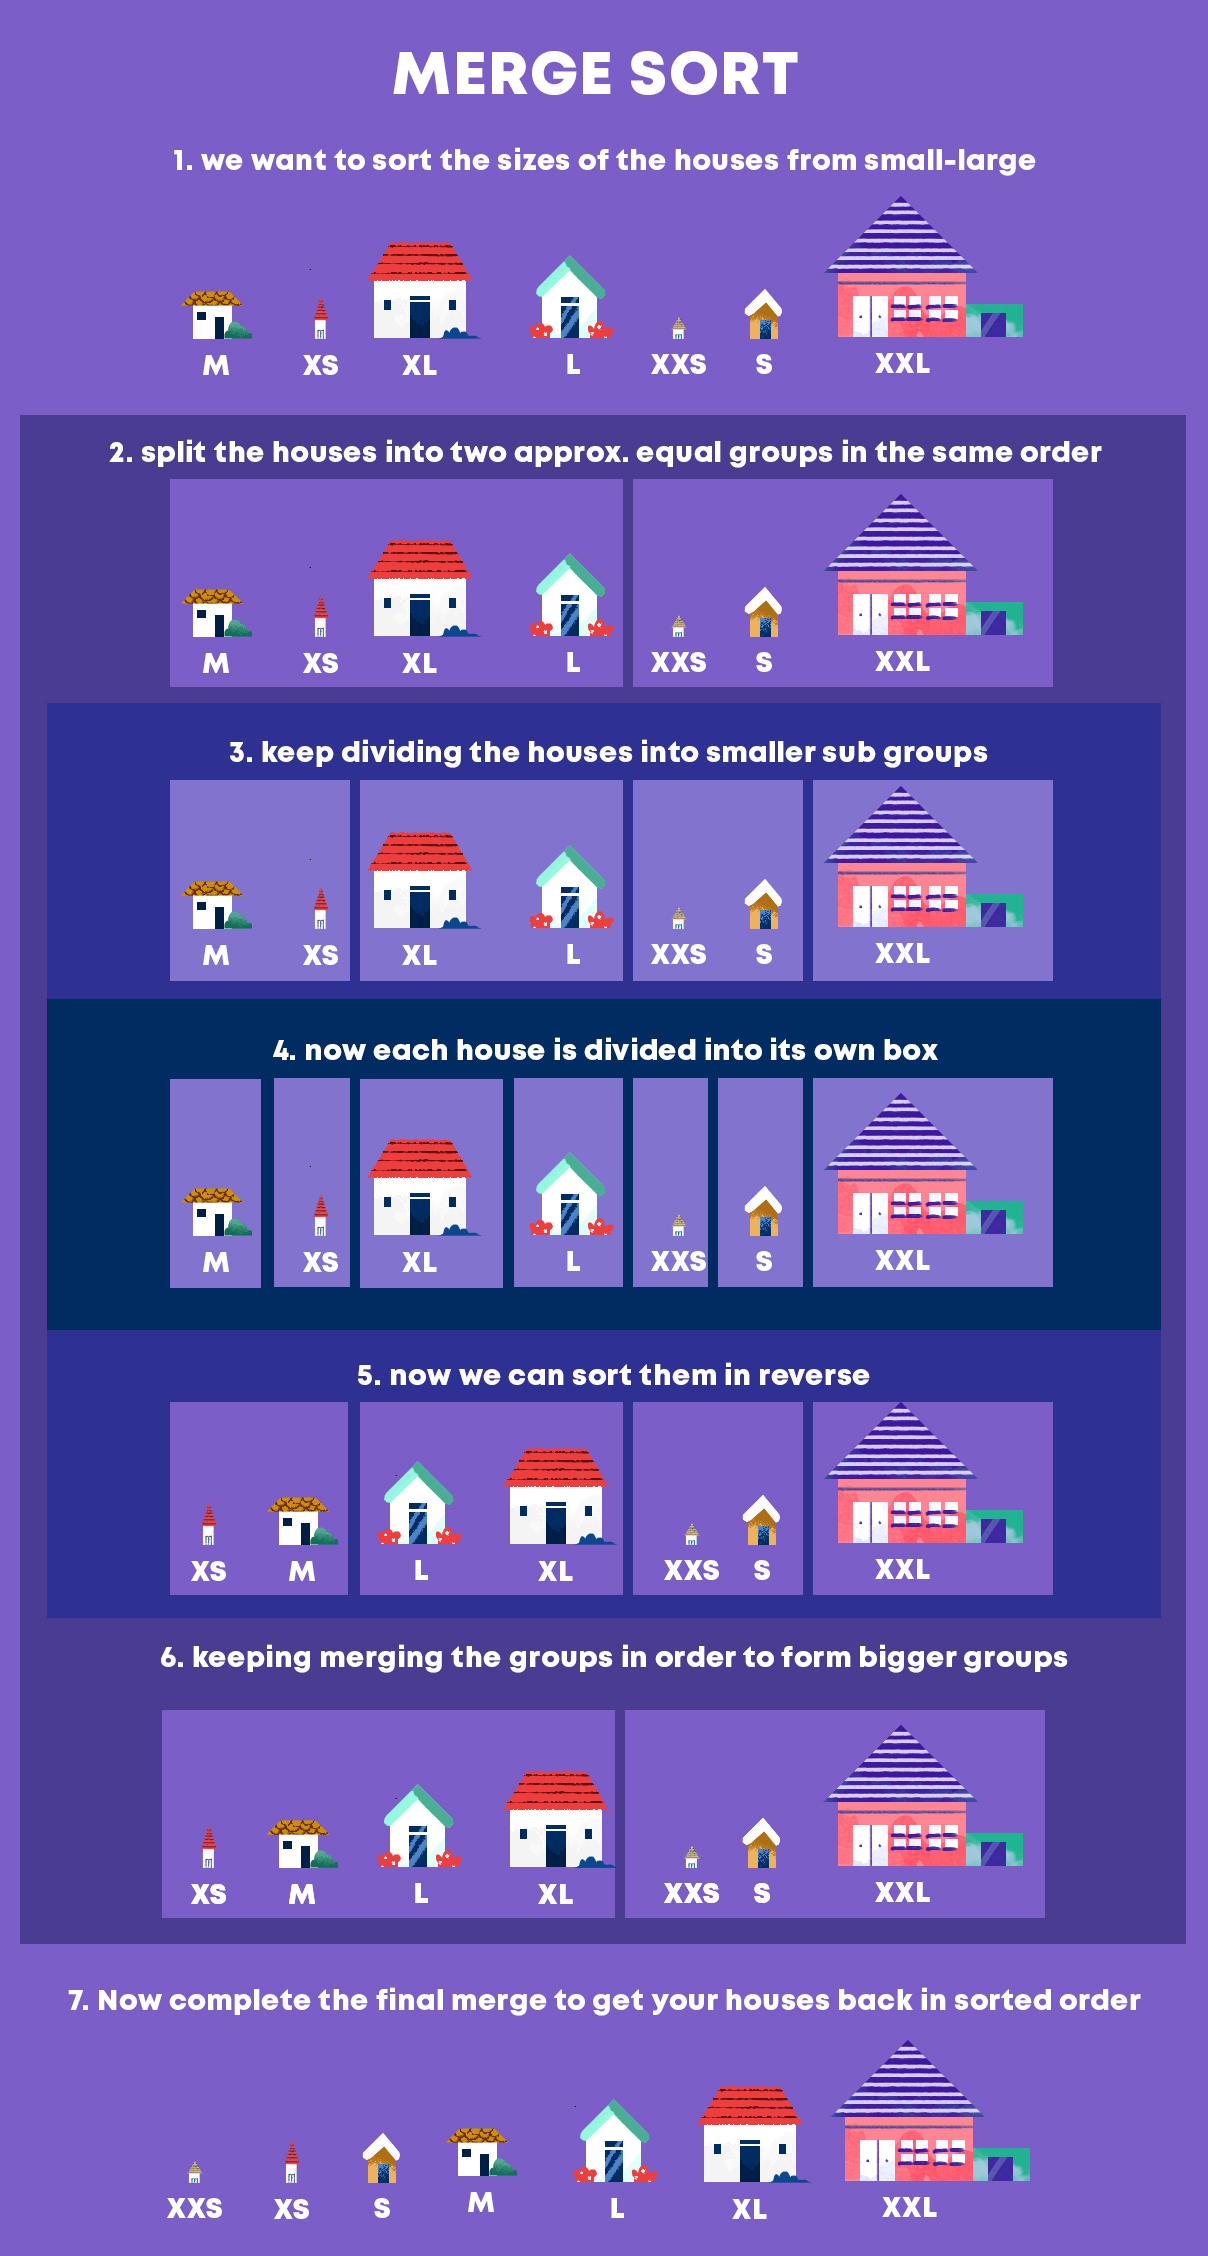 MERGE SORT
1. we want to sort the sizes of the houses from small-large
M XS XL L XXS S XXL
2. split the houses into two approx. equal groups in the same order
M XS XL L XXS S XXL
3. keep dividing the houses into smaller sub groups
M XS XL L XXS S XXL
4. now each house is divided into its own box
M XS XL L XXS S XXL
5. now we can sort them in reverse
XS M L XL XXS S XXL
6. keeping merging the groups in order to form bigger groups
XS M L XL XXS S XXL
7. Now complete the final merge to get your houses back in sorted order
XXS XS S M L XL XXL